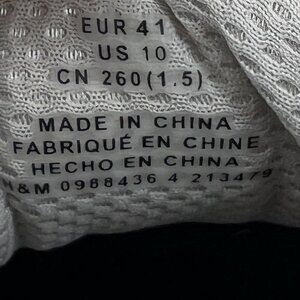 EUR 41
US 10
CN 260(1.5)
MADE IN CHINA
FABRIQUÉ EN CHINE
HECHO EN CHINA
H&M 0988436 4 213479